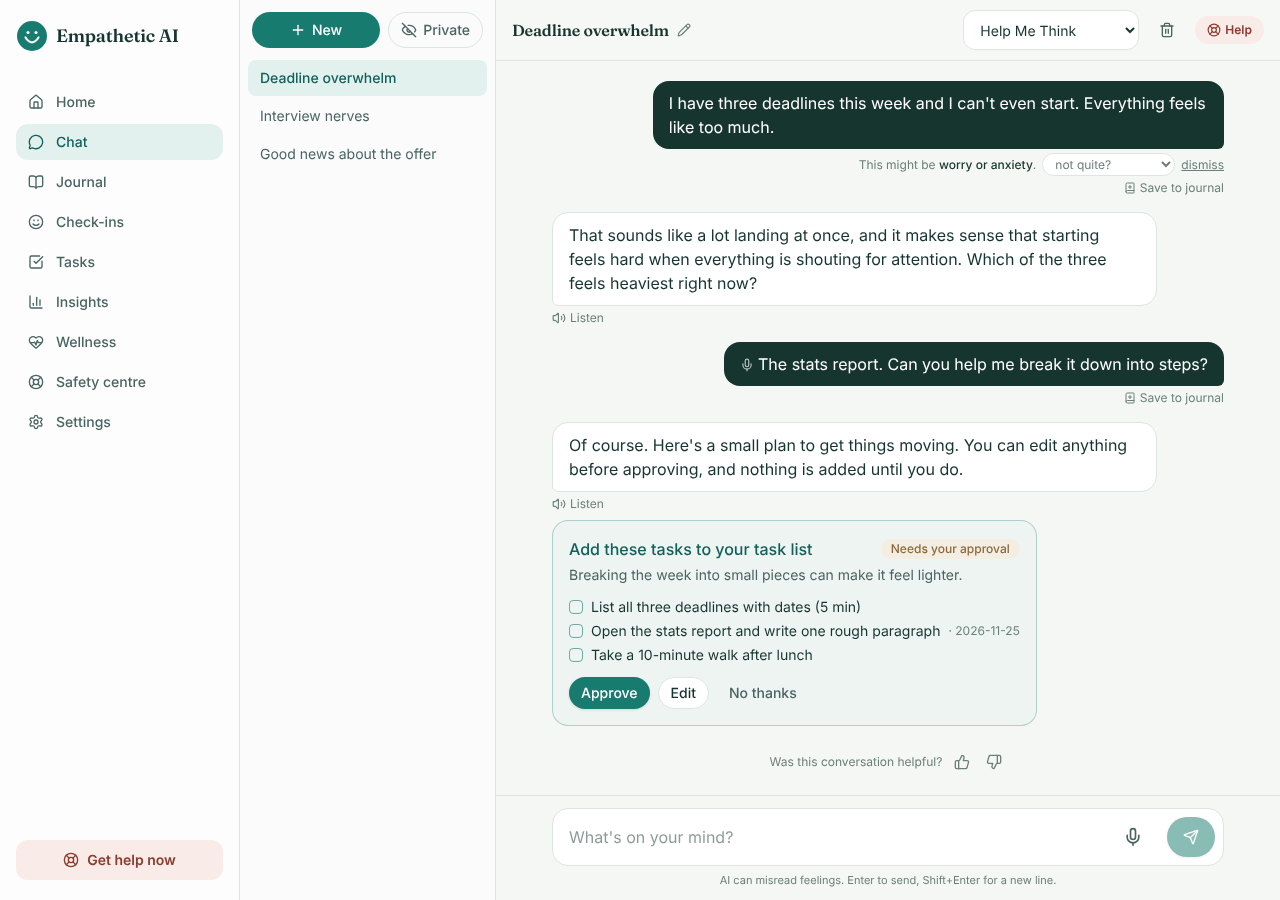 Empathetic AI
Home
Chat
Journal
Check-ins
Tasks
Insights
Wellness
Safety centre
Settings
Get help now
New
Private
Deadline overwhelm
Interview nerves
Good news about the offer
Deadline overwhelm
Help Me Think
Help
I have three deadlines this week and I can't even start. Everything feels
like too much.
This might be worry or anxiety. not quite? dismiss
Save to journal
That sounds like a lot landing at once, and it makes sense that starting
feels hard when everything is shouting for attention. Which of the three
feels heaviest right now?
Listen
The stats report. Can you help me break it down into steps?
Save to journal
Of course. Here's a small plan to get things moving. You can edit anything
before approving, and nothing is added until you do.
Listen
Add these tasks to your task list
Needs your approval
Breaking the week into small pieces can make it feel lighter.
List all three deadlines with dates (5 min)
Open the stats report and write one rough paragraph · 2026-11-25
Take a 10-minute walk after lunch
Approve
Edit
No thanks
Was this conversation helpful?
What's on your mind?
AI can misread feelings. Enter to send, Shift+Enter for a new line.